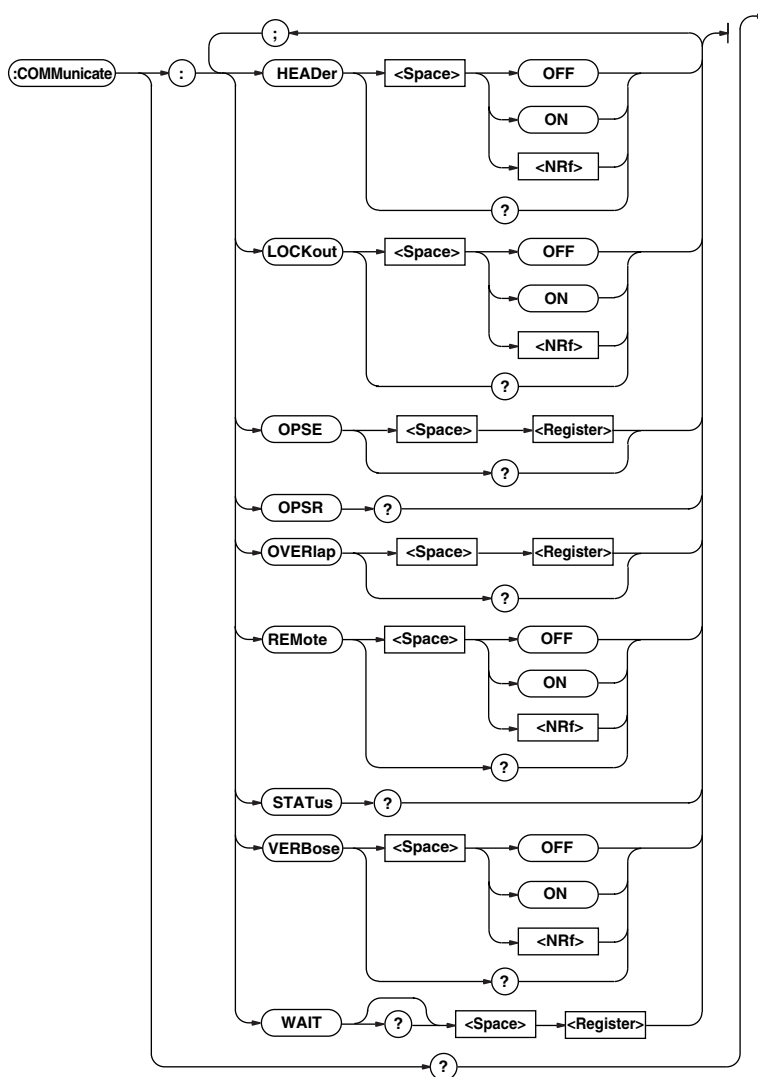 ;
:COMMunicate : HEADer <Space> OFF
ON
<NRf>
?
LOCKout <Space> OFF
ON
<NRf>
?
OPSE <Space> <Register>
?
OPSR ?
OVERlap <Space> <Register>
?
REMote <Space> OFF
ON
<NRf>
?
STATus ?
VERBose <Space> OFF
ON
<NRf>
?
WAIT ? <Space> <Register>
?